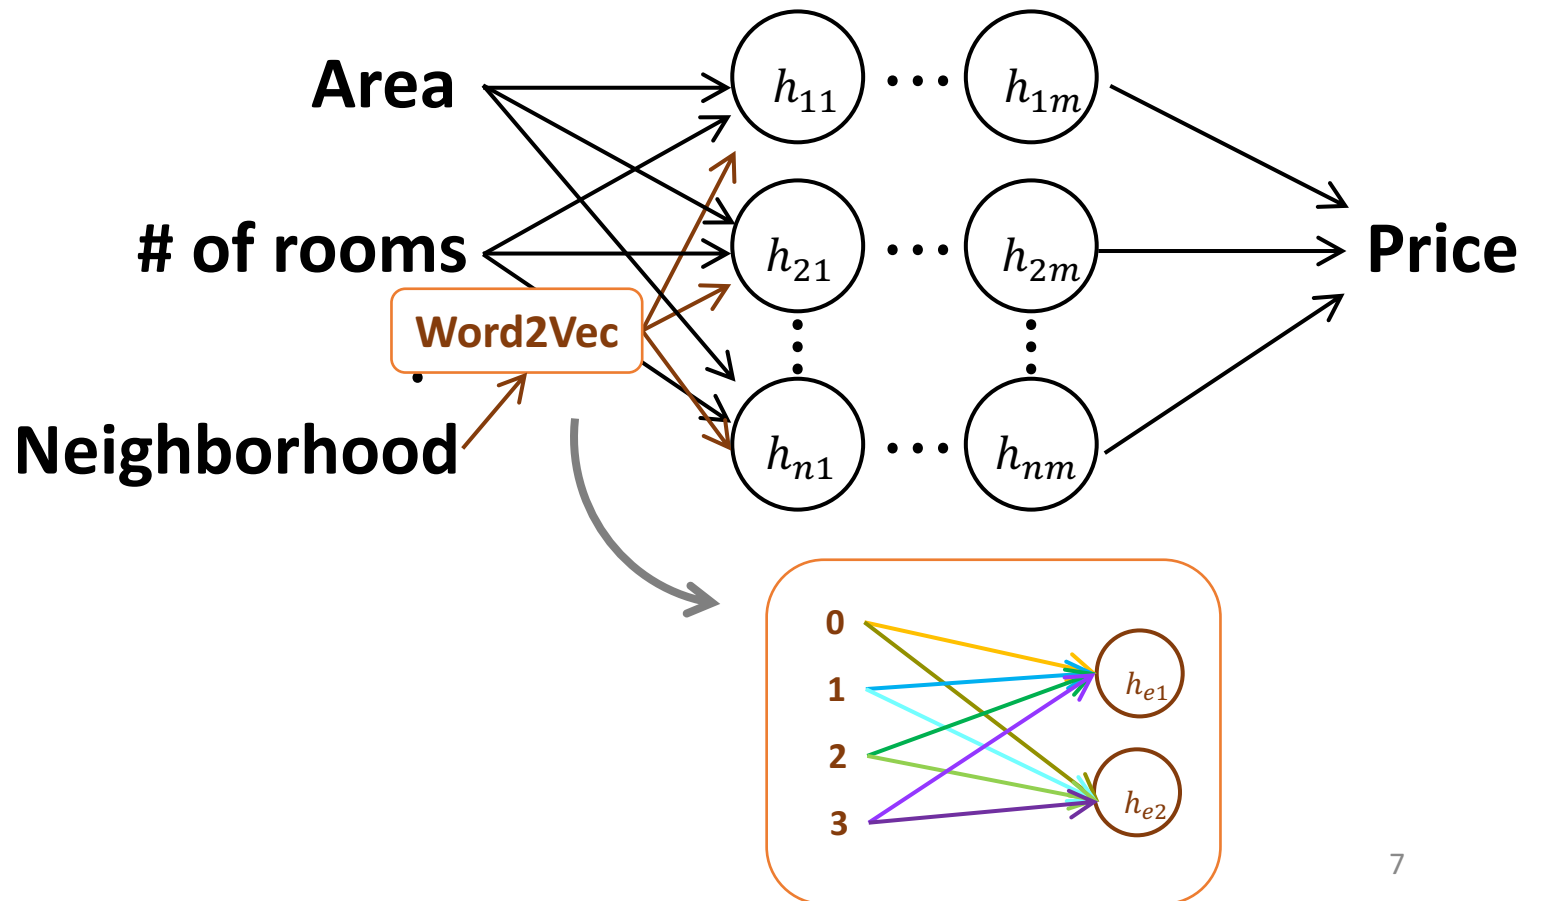 Area
# of rooms
Word2Vec
Neighborhood
h₁₁ ··· h₁ₘ
h₂₁ ··· h₂ₘ
hₙ₁ ··· hₙₘ
Price
0
1
2
3
hₑ₁
hₑ₂
7